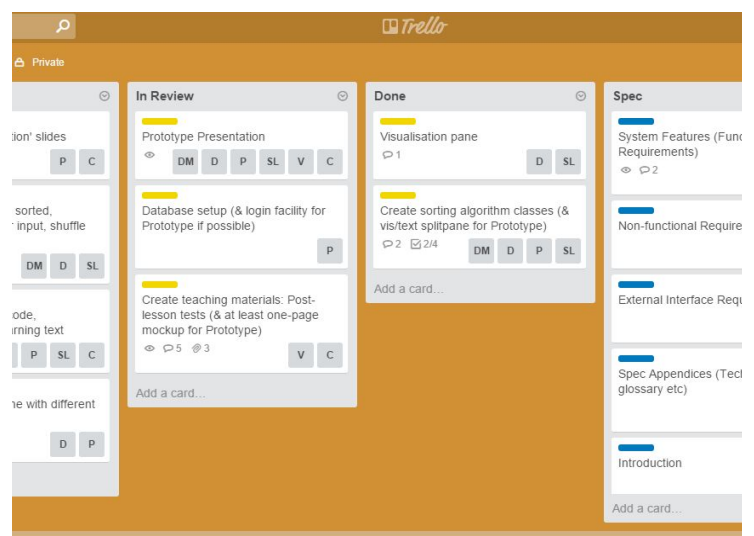 Trello
Private
tion' slides
P C
sorted,
input, shuffle
DM D SL
ode,
rning text
P SL C
ne with different
D P
In Review
Prototype Presentation
DM D P SL V C
Database setup (& login facility for
Prototype if possible)
P
Create teaching materials: Post-
lesson tests (& at least one-page
mockup for Prototype)
5 3
V C
Add a card...
Done
Visualisation pane
1
D SL
Create sorting algorithm classes (&
vis/text splitpane for Prototype)
2 2/4
DM D P SL
Add a card...
Spec
System Features (Func
Requirements)
2
Non-functional Require
External Interface Requ
Spec Appendices (Tech
glossary etc)
Introduction
Add a card...